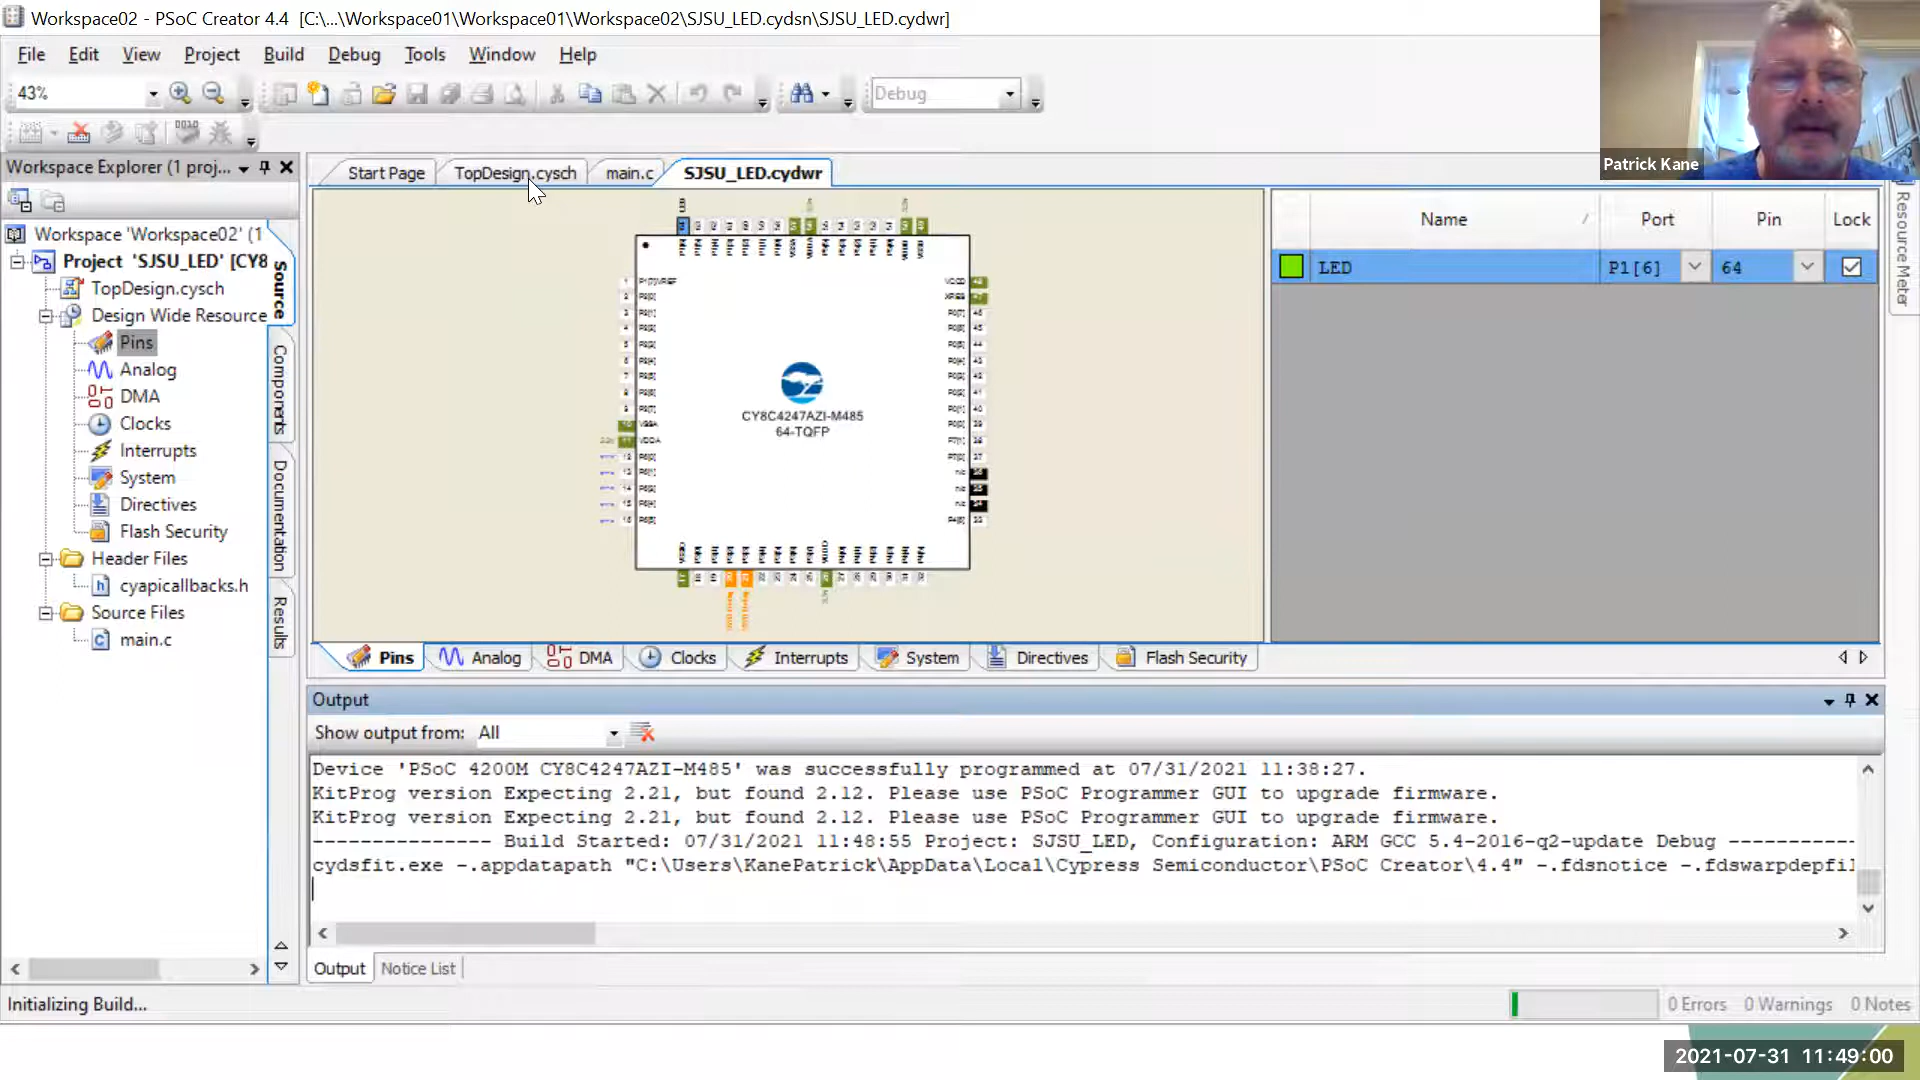 Workspace02 - PSoC Creator 4.4 [C:\...\Workspace01\Workspace01\Workspace02\SJSU_LED.cydsn\SJSU_LED.cydwr]
File Edit View Project Build Debug Tools Window Help
43%
Debug
Patrick Kane
Workspace Explorer (1 proj...
Start Page TopDesign.cysch main.c SJSU_LED.cydwr
Workspace 'Workspace02' (1
Project 'SJSU_LED' [CY8
TopDesign.cysch
Design Wide Resource
Pins
Analog
DMA
Clocks
Interrupts
System
Directives
Flash Security
Header Files
cyapicallbacks.h
Source Files
main.c
Source
Components
Documentation
Results
CY8C4247AZI-M485
64-TQFP
Name Port Pin Lock
LED P1[6] 64
Resource Meter
Pins Analog DMA Clocks Interrupts System Directives Flash Security
Output
Show output from: All
Device 'PSoC 4200M CY8C4247AZI-M485' was successfully programmed at 07/31/2021 11:38:27.
KitProg version Expecting 2.21, but found 2.12. Please use PSoC Programmer GUI to upgrade firmware.
KitProg version Expecting 2.21, but found 2.12. Please use PSoC Programmer GUI to upgrade firmware.
--------------- Build Started: 07/31/2021 11:48:55 Project: SJSU_LED, Configuration: ARM GCC 5.4-2016-q2-update Debug ----------
cydsfit.exe -.appdatapath "C:\Users\KanePatrick\AppData\Local\Cypress Semiconductor\PSoC Creator\4.4" -.fdsnotice -.fdswarpdepfil
Output Notice List
Initializing Build...
0 Errors 0 Warnings 0 Notes
2021-07-31 11:49:00